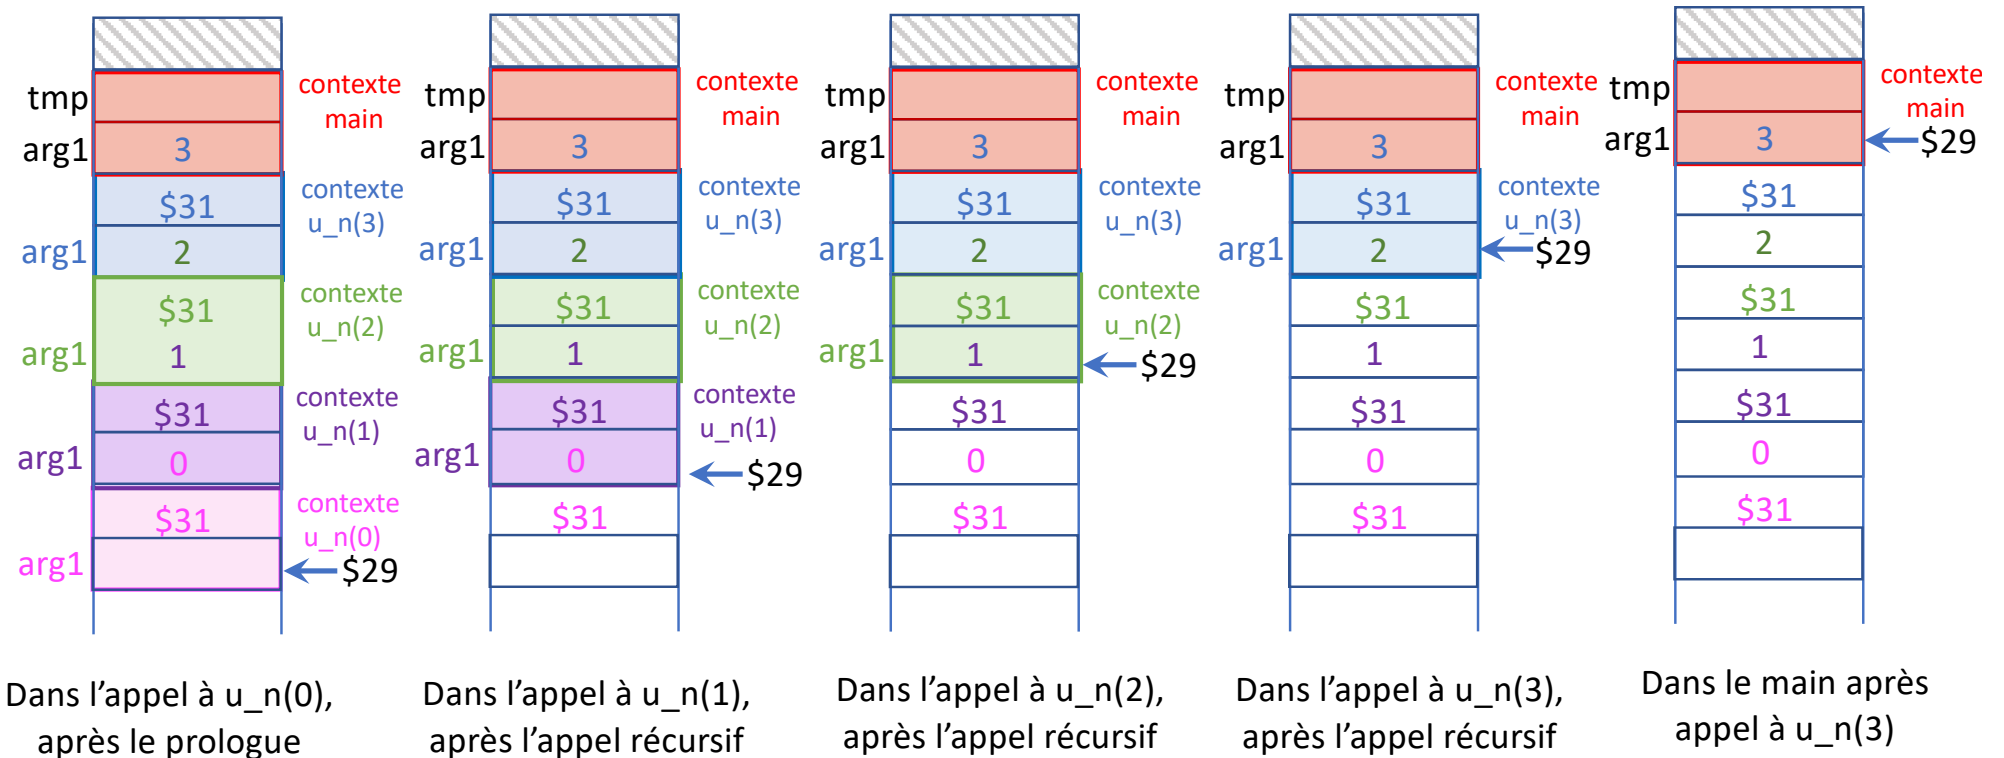 tmp
contexte
main
arg1
3
$31
contexte
u_n(3)
arg1
2
$31
contexte
u_n(2)
arg1
1
$31
contexte
u_n(1)
arg1
0
$31
contexte
u_n(0)
arg1
$29
Dans l’appel à u_n(0),
après le prologue
tmp
contexte
main
arg1
3
$31
contexte
u_n(3)
arg1
2
$31
contexte
u_n(2)
arg1
1
$31
contexte
u_n(1)
arg1
0
$29
$31
Dans l’appel à u_n(1),
après l’appel récursif
tmp
contexte
main
arg1
3
$31
contexte
u_n(3)
arg1
2
$31
contexte
u_n(2)
arg1
1
$29
$31
0
$31
Dans l’appel à u_n(2),
après l’appel récursif
tmp
contexte
main
arg1
3
$31
contexte
u_n(3)
arg1
2
$29
$31
1
$31
0
$31
Dans l’appel à u_n(3),
après l’appel récursif
tmp
contexte
main
arg1
3
$29
$31
2
$31
1
$31
0
$31
Dans le main après
appel à u_n(3)